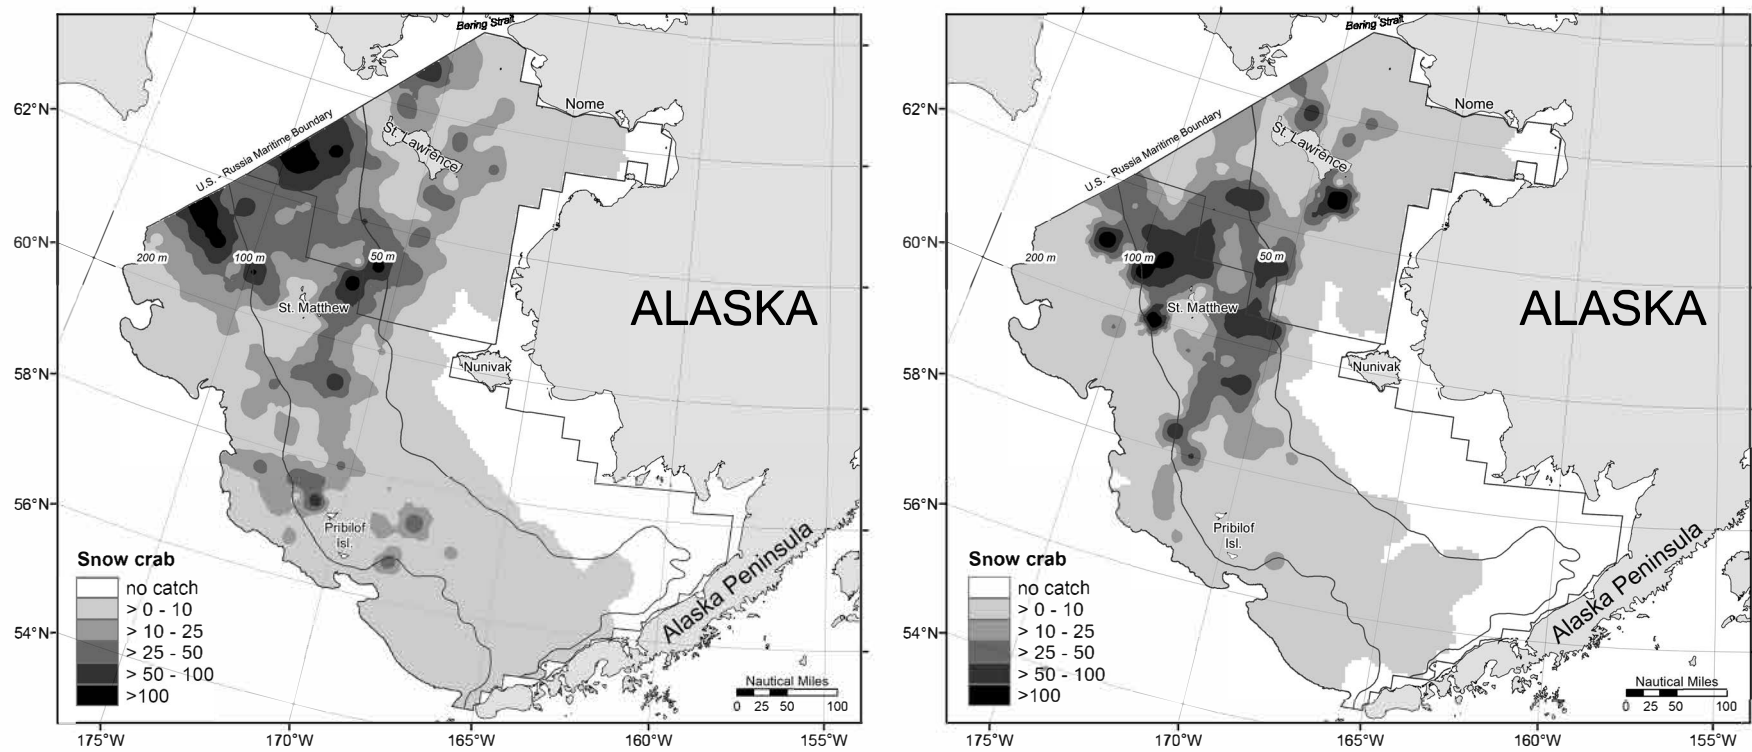 Bering Strait
Nome
62°N
St. Lawrence
U.S. - Russia Maritime Boundary
60°N
200 m
100 m
50 m
St. Matthew
ALASKA
58°N
Nunivak
56°N
Pribilof
Isl.
Alaska Peninsula
Snow crab
no catch
> 0 - 10
> 10 - 25
> 25 - 50
> 50 - 100
>100
54°N
Nautical Miles
0 25 50 100
175°W 170°W 165°W 160°W 155°W
Bering Strait
Nome
62°N
St. Lawrence
U.S. - Russia Maritime Boundary
60°N
200 m
100 m
50 m
St. Matthew
ALASKA
58°N
Nunivak
56°N
Pribilof
Isl.
Alaska Peninsula
Snow crab
no catch
> 0 - 10
> 10 - 25
> 25 - 50
> 50 - 100
>100
54°N
Nautical Miles
0 25 50 100
175°W 170°W 165°W 160°W 155°W